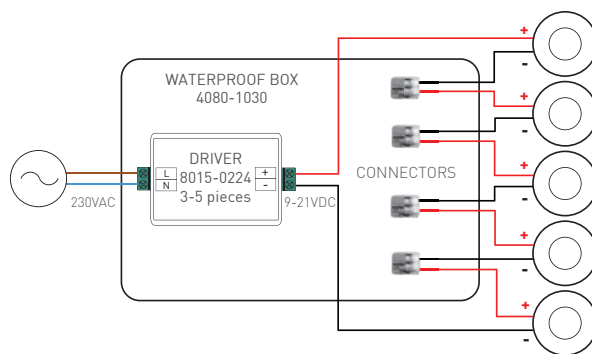 WATERPROOF BOX
4080-1030
DRIVER
8015-0224
3-5 pieces
L
N
+
-
230VAC
9-21VDC
CONNECTORS
+
-
+
-
+
-
+
-
+
-